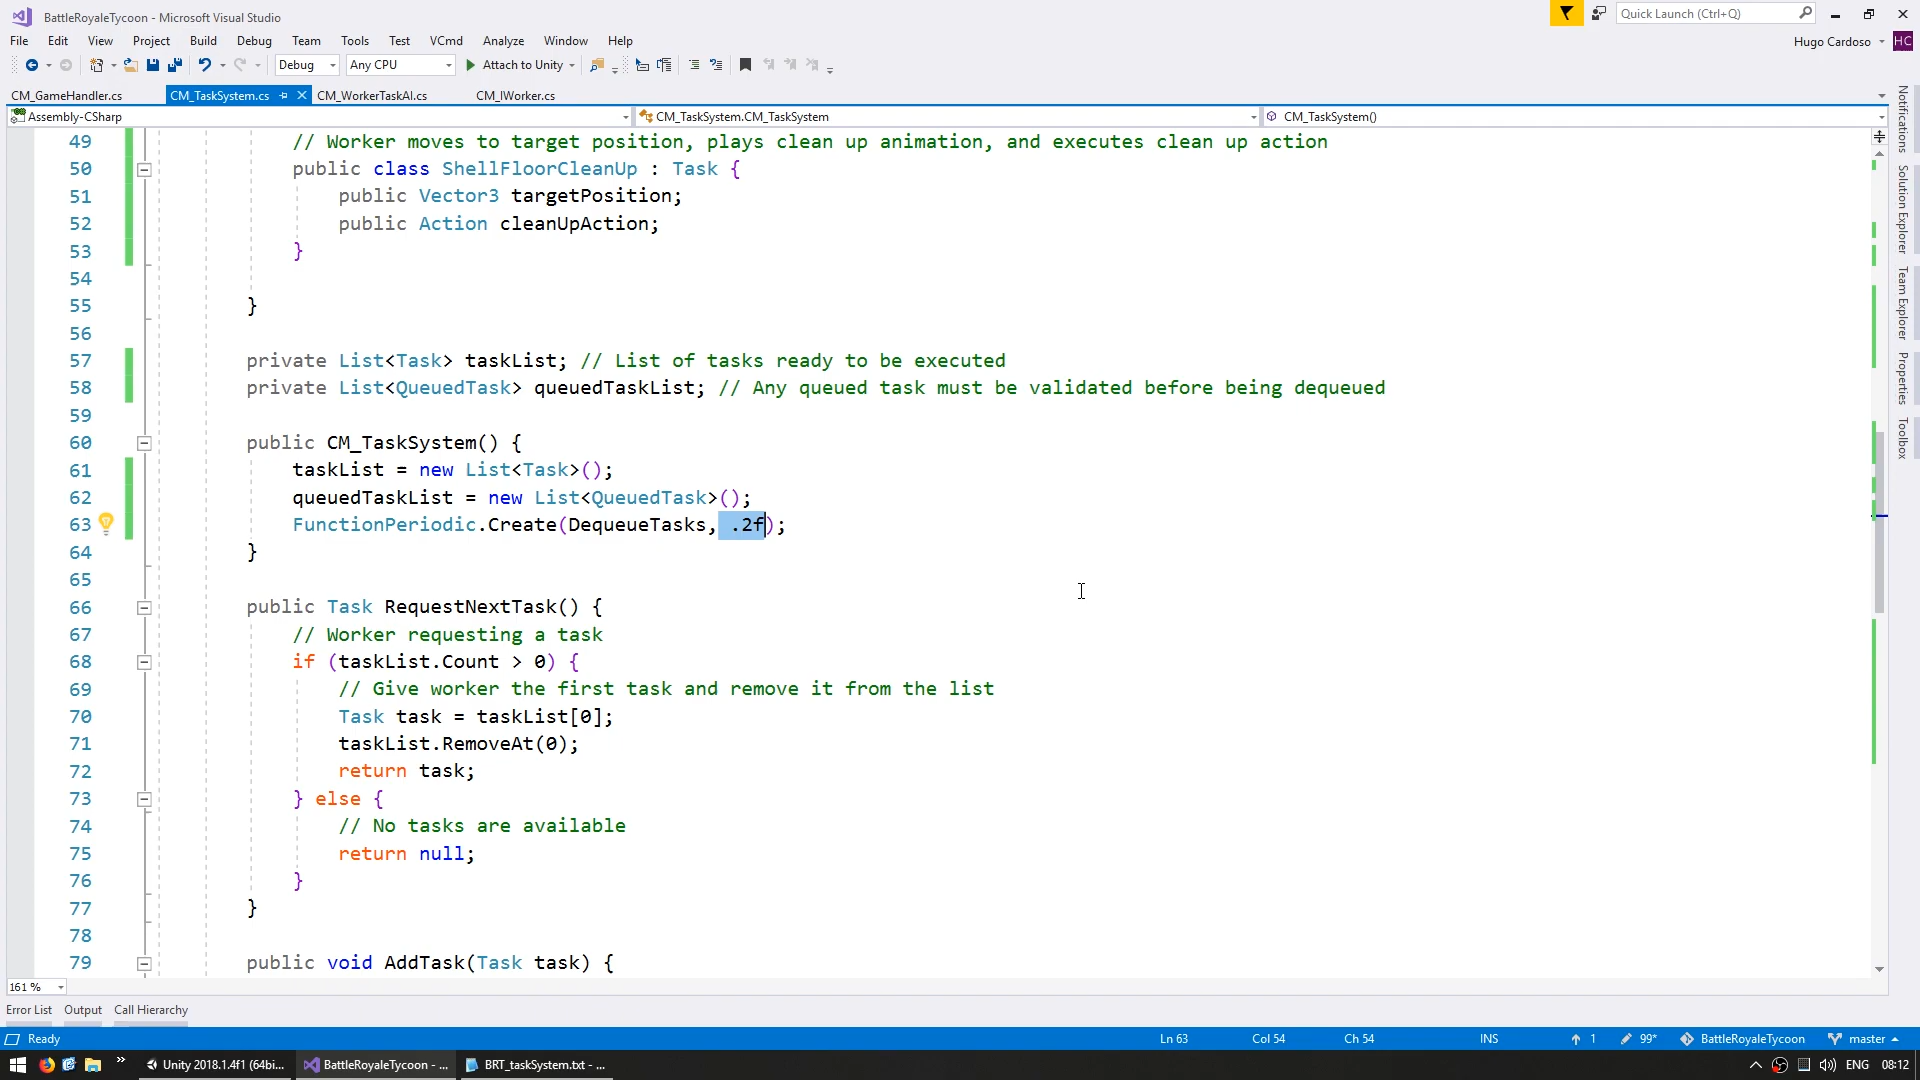 BattleRoyaleTycoon - Microsoft Visual Studio
Quick Launch (Ctrl+Q)
File Edit View Project Build Debug Team Tools Test VCmd Analyze Window Help
Hugo Cardoso HC
Debug Any CPU Attach to Unity
CM_GameHandler.cs CM_TaskSystem.cs CM_WorkerTaskAI.cs CM_IWorker.cs
Assembly-CSharp CM_TaskSystem.CM_TaskSystem CM_TaskSystem()
49 // Worker moves to target position, plays clean up animation, and executes clean up action
50 public class ShellFloorCleanUp : Task {
51 public Vector3 targetPosition;
52 public Action cleanUpAction;
53 }
54
55 }
56
57 private List<Task> taskList; // List of tasks ready to be executed
58 private List<QueuedTask> queuedTaskList; // Any queued task must be validated before being dequeued
59
60 public CM_TaskSystem() {
61 taskList = new List<Task>();
62 queuedTaskList = new List<QueuedTask>();
63 FunctionPeriodic.Create(DequeueTasks, .2f);
64 }
65
66 public Task RequestNextTask() {
67 // Worker requesting a task
68 if (taskList.Count > 0) {
69 // Give worker the first task and remove it from the list
70 Task task = taskList[0];
71 taskList.RemoveAt(0);
72 return task;
73 } else {
74 // No tasks are available
75 return null;
76 }
77 }
78
79 public void AddTask(Task task) {
Notifications
Solution Explorer
Team Explorer
Properties
Toolbox
161 %
Error List Output Call Hierarchy
Ready Ln 63 Col 54 Ch 54 INS 1 99* BattleRoyaleTycoon master
» Unity 2018.1.4f1 (64bi... BattleRoyaleTycoon - ... BRT_taskSystem.txt - ... ENG 08:12